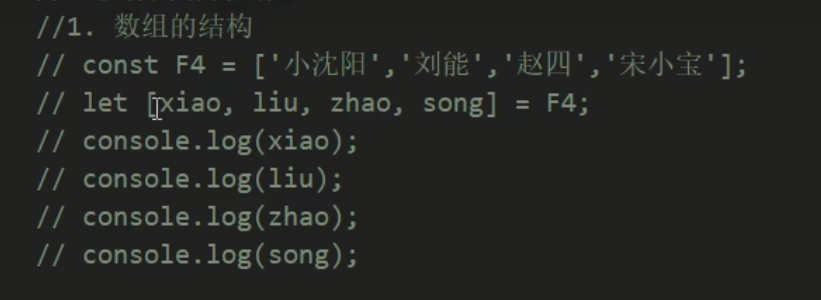 //1. 数组的结构
// const F4 = ['小沈阳','刘能','赵四','宋小宝'];
// let [xiao, liu, zhao, song] = F4;
// console.log(xiao);
// console.log(liu);
// console.log(zhao);
// console.log(song);